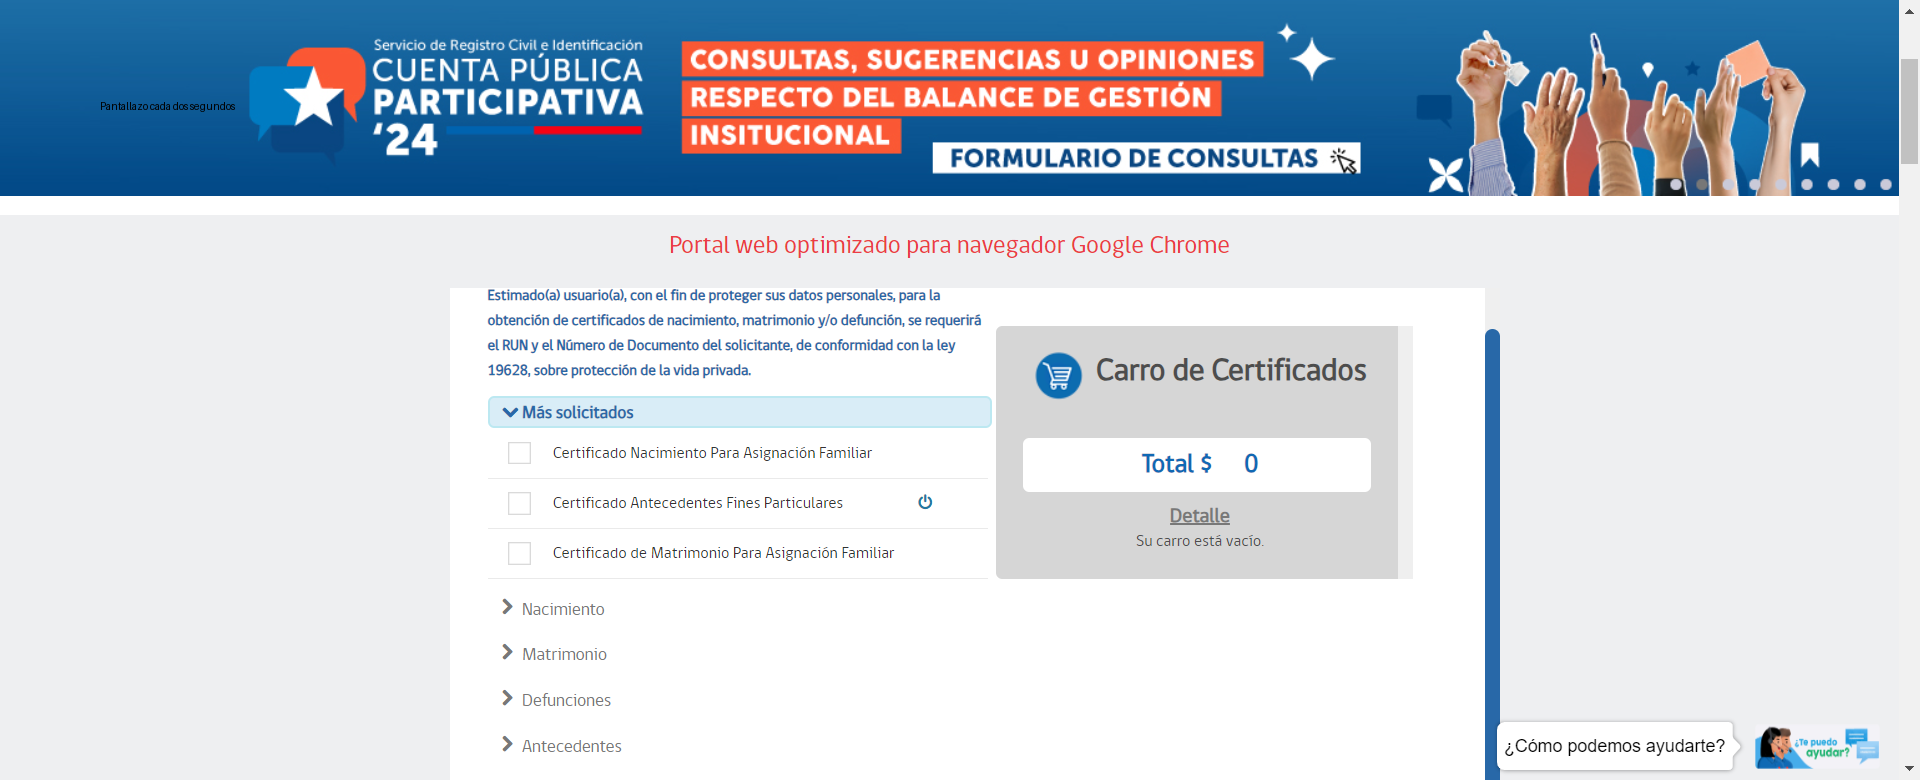 Pantallazo cada dos segundos
Servicio de Registro Civil e Identificación
CUENTA PÚBLICA
PARTICIPATIVA
'24
CONSULTAS, SUGERENCIAS U OPINIONES
RESPECTO DEL BALANCE DE GESTIÓN
INSITUCIONAL
FORMULARIO DE CONSULTAS
Portal web optimizado para navegador Google Chrome
Estimado(a) usuario(a), con el fin de proteger sus datos personales, para la
obtención de certificados de nacimiento, matrimonio y/o defunción, se requerirá
el RUN y el Número de Documento del solicitante, de conformidad con la ley
19628, sobre protección de la vida privada.
Más solicitados
Certificado Nacimiento Para Asignación Familiar
Certificado Antecedentes Fines Particulares
Certificado de Matrimonio Para Asignación Familiar
Nacimiento
Matrimonio
Defunciones
Antecedentes
Carro de Certificados
Total $ 0
Detalle
Su carro está vacío.
¿Cómo podemos ayudarte?
¿Te puedo
ayudar?